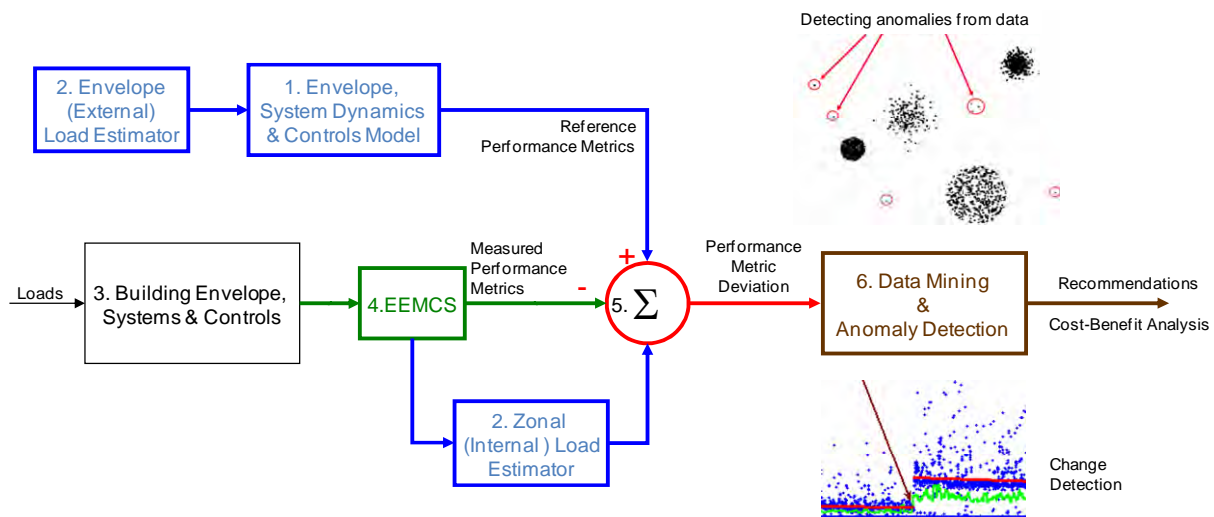 Detecting anomalies from data
2. Envelope
(External)
Load Estimator
1. Envelope,
System Dynamics
& Controls Model
Reference
Performance Metrics
Loads
3. Building Envelope,
Systems & Controls
4.EEMCS
Measured
Performance
Metrics
+
-
5. Σ
Performance
Metric
Deviation
6. Data Mining
&
Anomaly Detection
Recommendations
Cost-Benefit Analysis
2. Zonal
(Internal ) Load
Estimator
Change
Detection